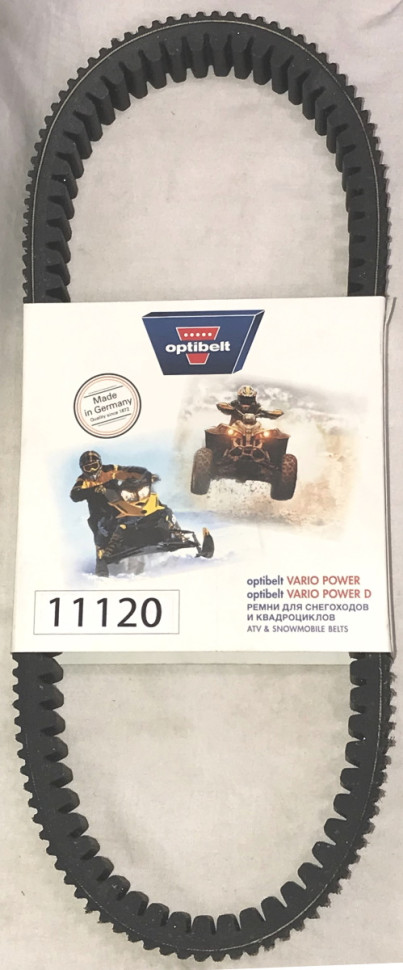 optibelt
Made
in Germany
Quality since 1872
optibelt VARIO POWER
optibelt VARIO POWER D
РЕМНИ ДЛЯ СНЕГОХОДОВ
И КВАДРОЦИКЛОВ
ATV & SNOWMOBILE BELTS
11120